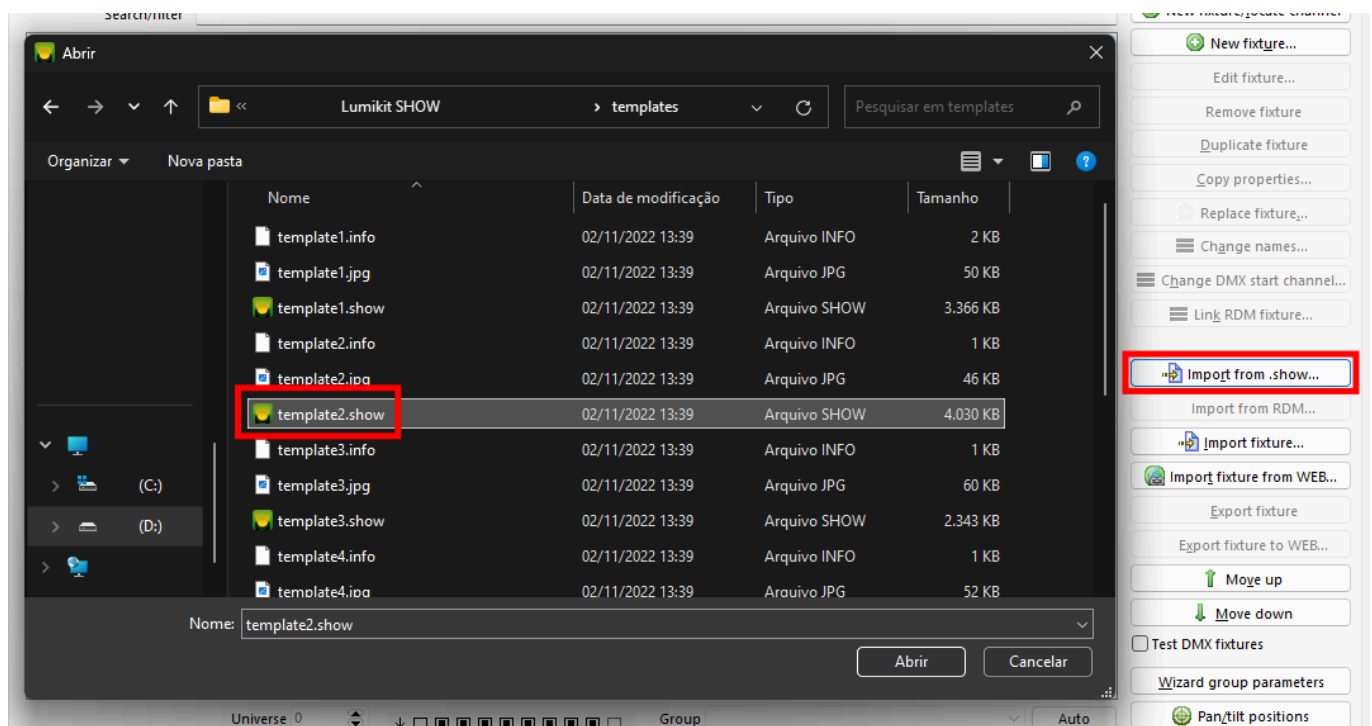 Search/filter
New fixture/locate channel
Abrir
New fixture...
Edit fixture...
« Lumikit SHOW › templates
Pesquisar em templates
Remove fixture
Organizar
Nova pasta
Duplicate fixture
Copy properties...
Nome Data de modificação Tipo Tamanho
Replace fixture...
template1.info 02/11/2022 13:39 Arquivo INFO 2 KB
Change names...
template1.jpg 02/11/2022 13:39 Arquivo JPG 50 KB
Change DMX start channel...
template1.show 02/11/2022 13:39 Arquivo SHOW 3.366 KB
Link RDM fixture...
template2.info 02/11/2022 13:39 Arquivo INFO 1 KB
template2.jpg 02/11/2022 13:39 Arquivo JPG 46 KB
Import from .show...
template2.show 02/11/2022 13:39 Arquivo SHOW 4.030 KB
Import from RDM...
template3.info 02/11/2022 13:39 Arquivo INFO 1 KB
Import fixture...
(C:)
template3.jpg 02/11/2022 13:39 Arquivo JPG 60 KB
Import fixture from WEB...
(D:)
template3.show 02/11/2022 13:39 Arquivo SHOW 2.343 KB
Export fixture
template4.info 02/11/2022 13:39 Arquivo INFO 1 KB
Export fixture to WEB...
template4.jpg 02/11/2022 13:39 Arquivo JPG 52 KB
Move up
Nome: template2.show
Move down
Test DMX fixtures
Abrir
Cancelar
Wizard group parameters
Universe 0
Group
Auto
Pan/tilt positions